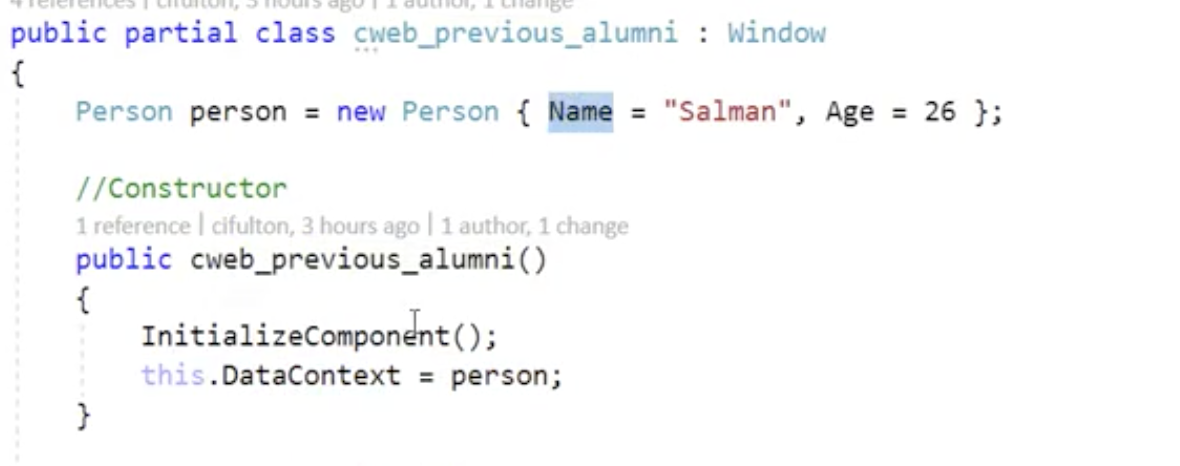 4 references | cifulton, 3 hours ago | 1 author, 1 change
public partial class cweb_previous_alumni : Window
{
Person person = new Person { Name = "Salman", Age = 26 };
//Constructor
1 reference | cifulton, 3 hours ago | 1 author, 1 change
public cweb_previous_alumni()
{
InitializeComponent();
this.DataContext = person;
}